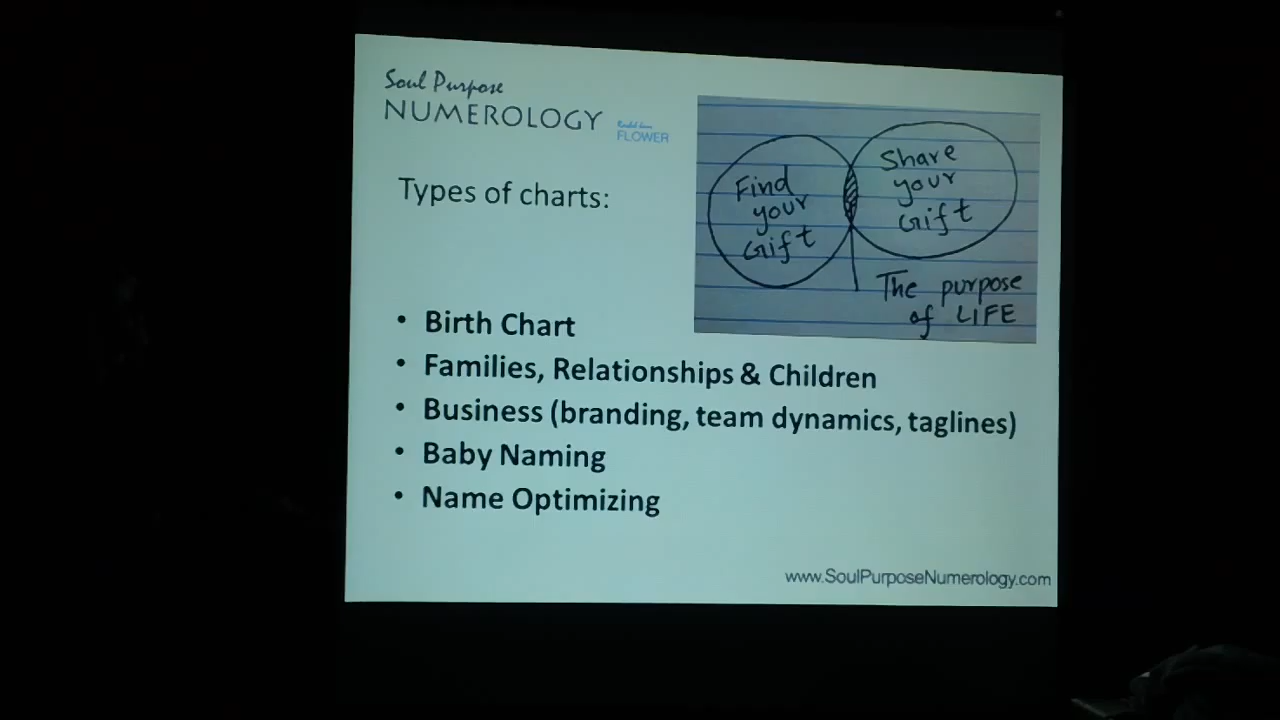 Soul Purpose
NUMEROLOGY
FLOWER
Types of charts:
Find
your
Gift
Share
your
Gift
The purpose
of LIFE
• Birth Chart
• Families, Relationships & Children
• Business (branding, team dynamics, taglines)
• Baby Naming
• Name Optimizing
www.SoulPurposeNumerology.com